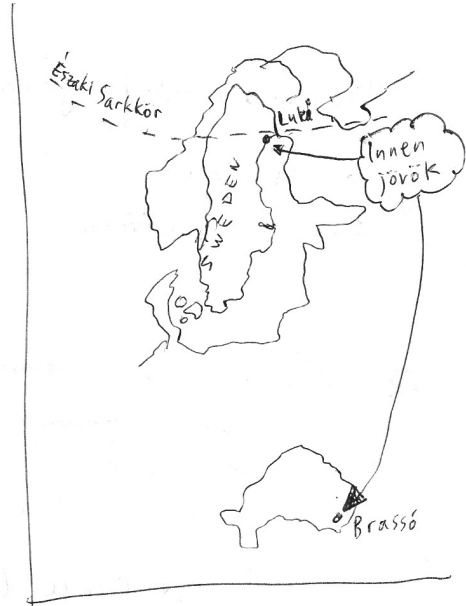 Északi Sarkkör
Luleå
Innen
jövök
SWEDEN
Brassó